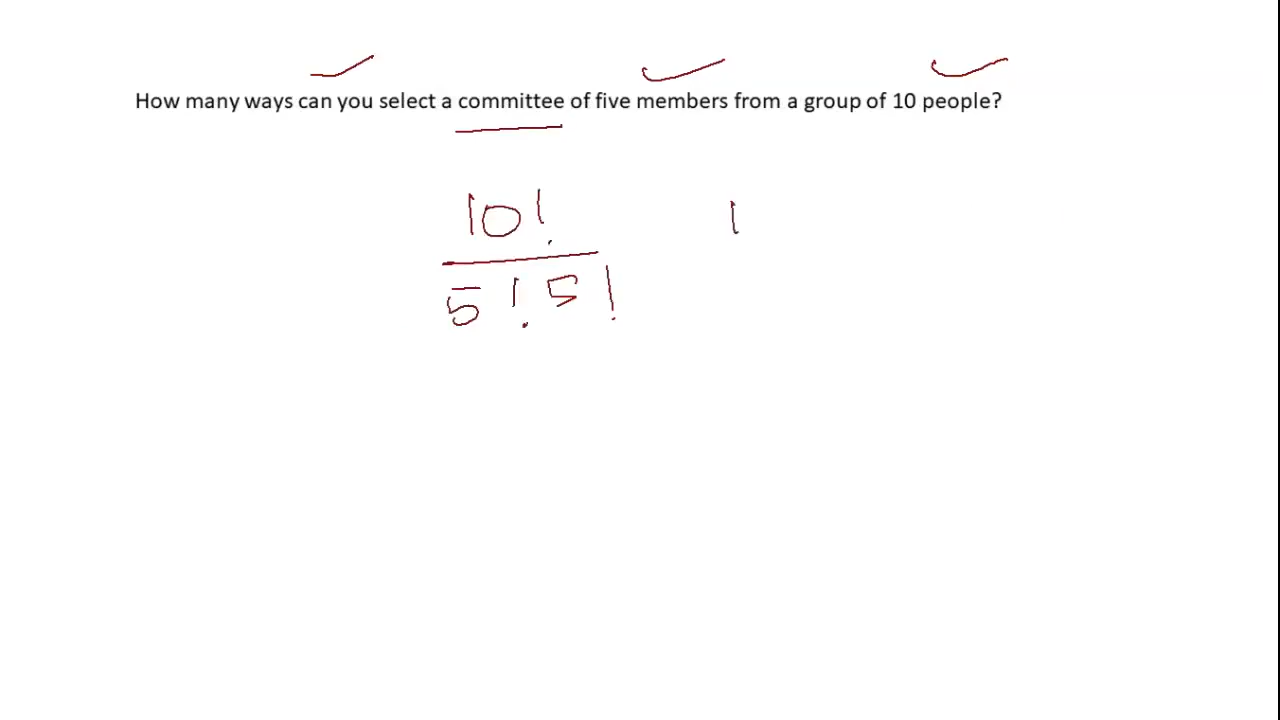 How many ways can you select a committee of five members from a group of 10 people?
10!
5! 5!